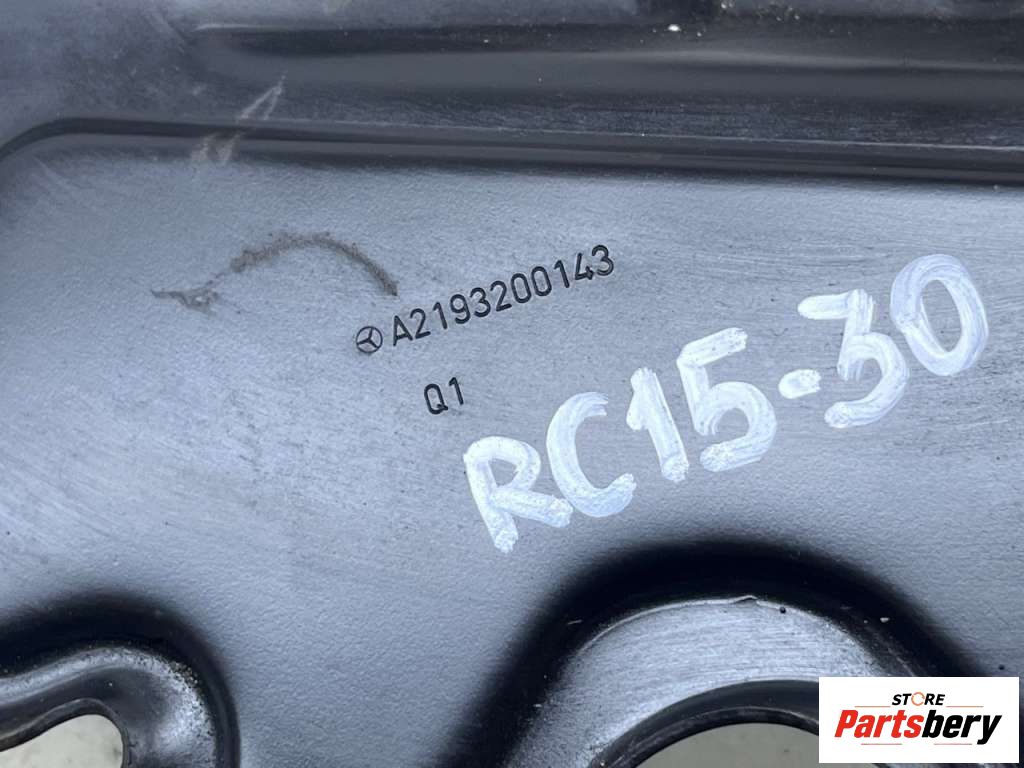 A2193200143
Q1
RC15-30
STORE
Partsbery